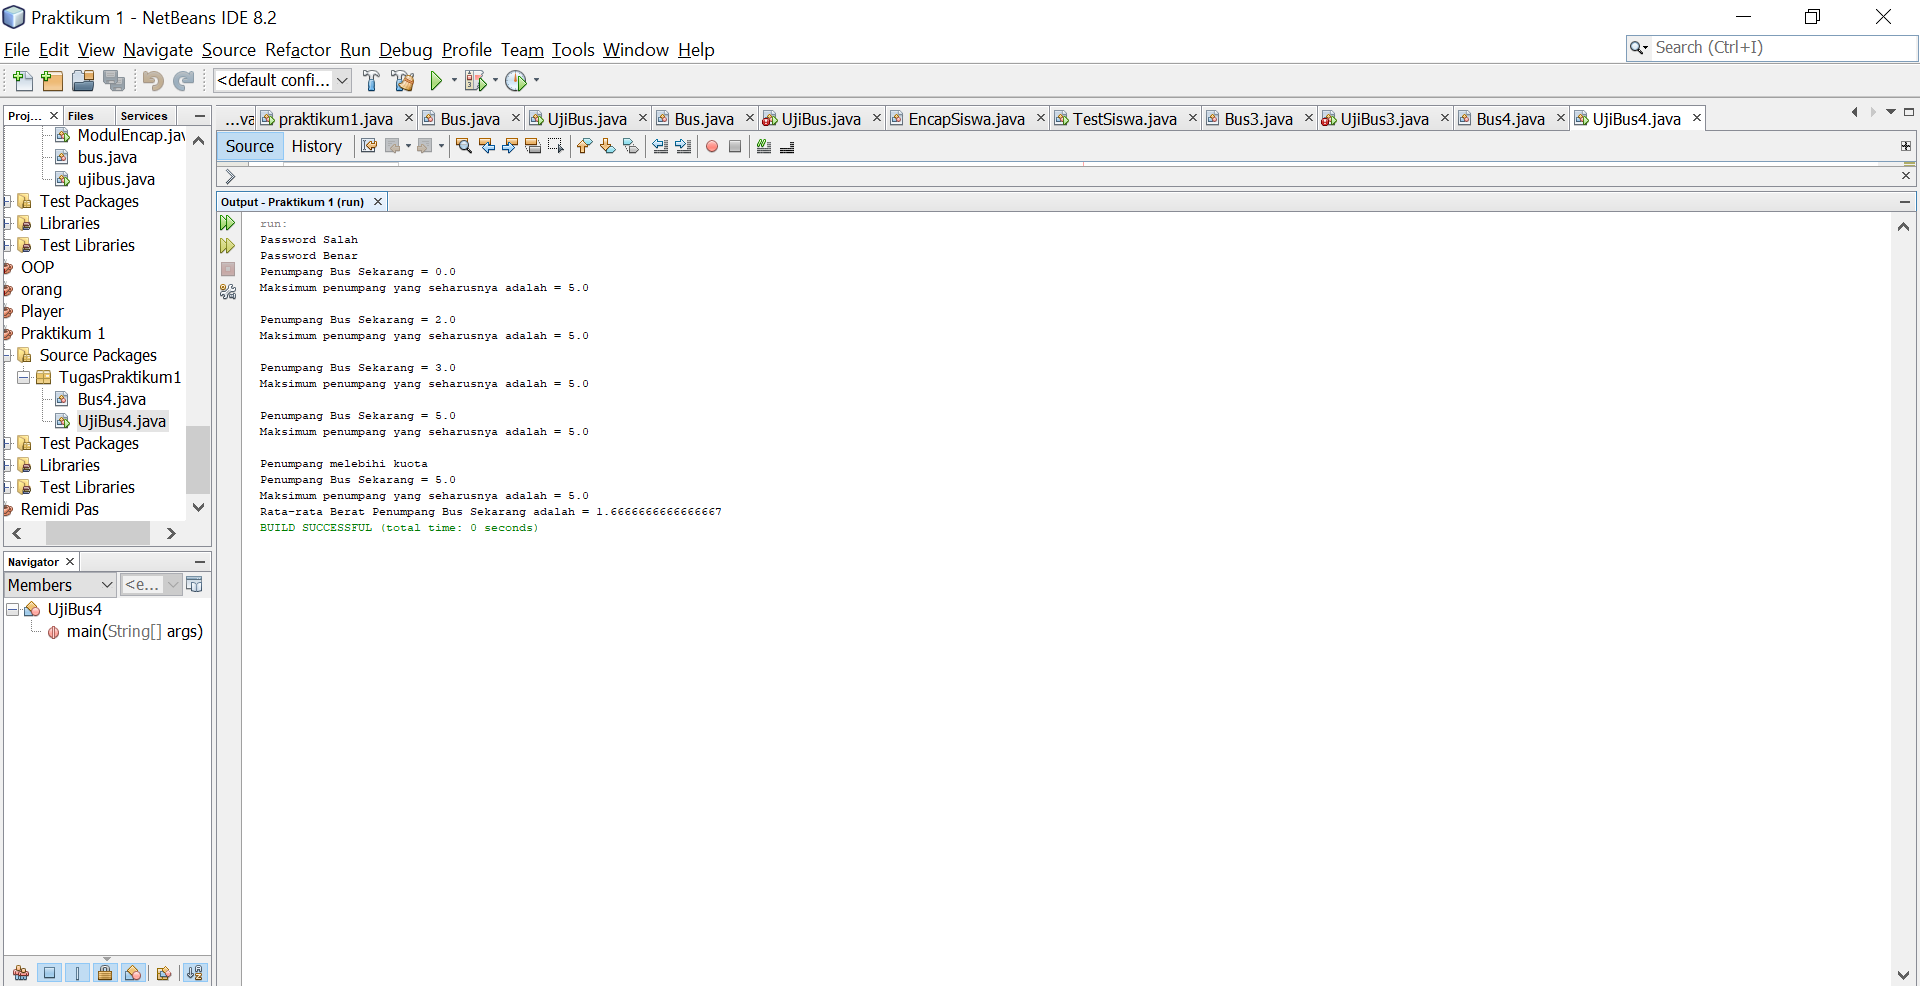 Praktikum 1 - NetBeans IDE 8.2
File Edit View Navigate Source Refactor Run Debug Profile Team Tools Window Help
Search (Ctrl+I)
<default confi...
Proj... Files Services
ModulEncap.jav
bus.java
ujibus.java
Test Packages
Libraries
Test Libraries
OOP
orang
Player
Praktikum 1
Source Packages
TugasPraktikum1
Bus4.java
UjiBus4.java
Test Packages
Libraries
Test Libraries
Remidi Pas
Navigator
Members <e...
UjiBus4
main(String[] args)
...va praktikum1.java Bus.java UjiBus.java Bus.java UjiBus.java EncapSiswa.java TestSiswa.java Bus3.java UjiBus3.java Bus4.java UjiBus4.java
Source History
Output - Praktikum 1 (run)
run:
Password Salah
Password Benar
Penumpang Bus Sekarang = 0.0
Maksimum penumpang yang seharusnya adalah = 5.0
Penumpang Bus Sekarang = 2.0
Maksimum penumpang yang seharusnya adalah = 5.0
Penumpang Bus Sekarang = 3.0
Maksimum penumpang yang seharusnya adalah = 5.0
Penumpang Bus Sekarang = 5.0
Maksimum penumpang yang seharusnya adalah = 5.0
Penumpang melebihi kuota
Penumpang Bus Sekarang = 5.0
Maksimum penumpang yang seharusnya adalah = 5.0
Rata-rata Berat Penumpang Bus Sekarang adalah = 1.6666666666666667
BUILD SUCCESSFUL (total time: 0 seconds)